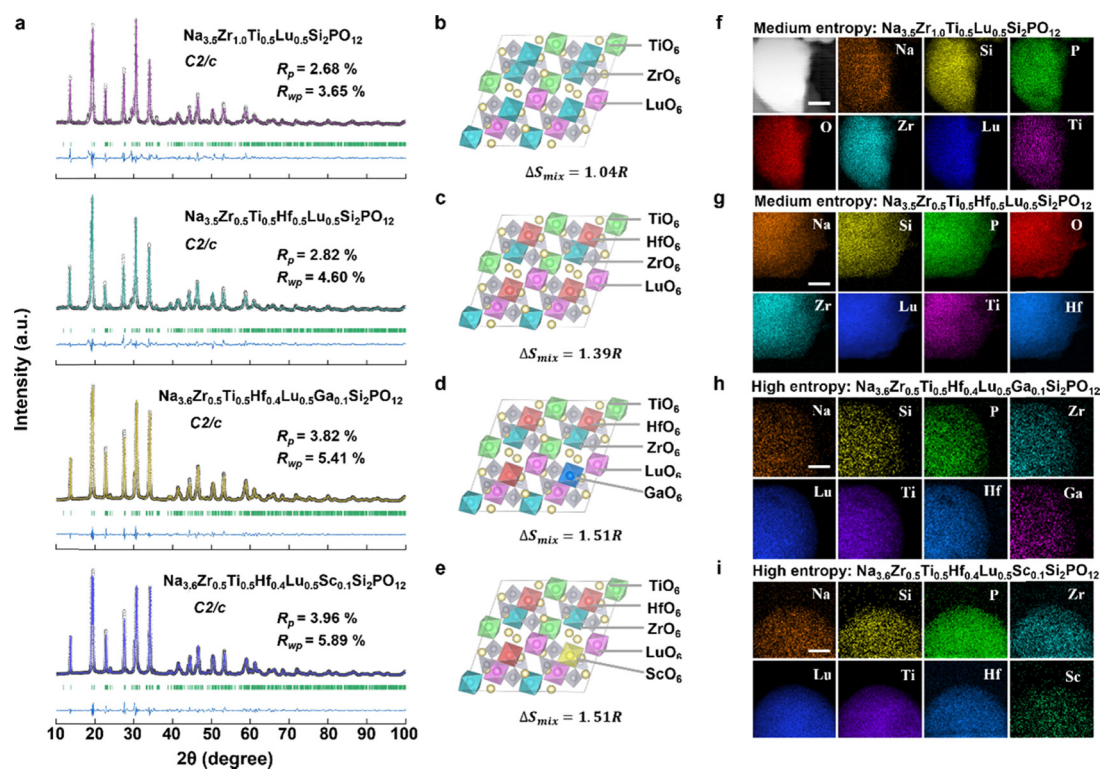 a
Na3.5Zr1.0Ti0.5Lu0.5Si2PO12
C2/c
Rp = 2.68 %
Rwp = 3.65 %
Na3.5Zr0.5Ti0.5Hf0.5Lu0.5Si2PO12
C2/c
Rp = 2.82 %
Rwp = 4.60 %
Na3.6Zr0.5Ti0.5Hf0.4Lu0.5Ga0.1Si2PO12
C2/c
Rp = 3.82 %
Rwp = 5.41 %
Na3.6Zr0.5Ti0.5Hf0.4Lu0.5Sc0.1Si2PO12
C2/c
Rp = 3.96 %
Rwp = 5.89 %
Intensity (a.u.)
10 20 30 40 50 60 70 80 90 100
2θ (degree)
b
TiO6
ZrO6
LuO6
ΔSmix = 1.04R
c
TiO6
HfO6
ZrO6
LuO6
ΔSmix = 1.39R
d
TiO6
HfO6
ZrO6
LuO6
GaO6
ΔSmix = 1.51R
e
TiO6
HfO6
ZrO6
LuO6
ScO6
ΔSmix = 1.51R
f
Medium entropy: Na3.5Zr1.0Ti0.5Lu0.5Si2PO12
Na Si P
O Zr Lu Ti
g
Medium entropy: Na3.5Zr0.5Ti0.5Hf0.5Lu0.5Si2PO12
Na Si P O
Zr Lu Ti Hf
h
High entropy: Na3.6Zr0.5Ti0.5Hf0.4Lu0.5Ga0.1Si2PO12
Na Si P Zr
Lu Ti Hf Ga
i
High entropy: Na3.6Zr0.5Ti0.5Hf0.4Lu0.5Sc0.1Si2PO12
Na Si P Zr
Lu Ti Hf Sc